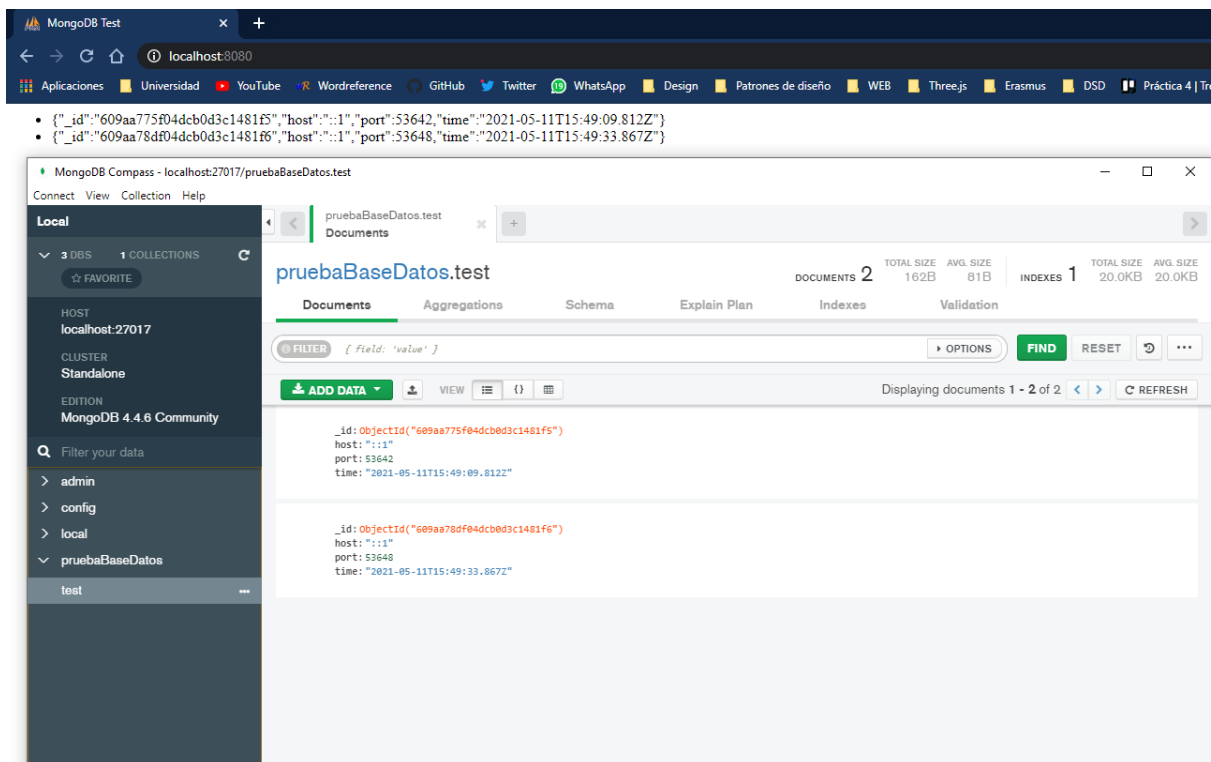 MongoDB Test
localhost:8080
Aplicaciones Universidad YouTube Wordreference GitHub Twitter WhatsApp Design Patrones de diseño WEB Three.js Erasmus DSD Práctica 4 | Tre
{"_id":"609aa775f04dcb0d3c1481f5","host":"::1","port":53642,"time":"2021-05-11T15:49:09.812Z"}
{"_id":"609aa78df04dcb0d3c1481f6","host":"::1","port":53648,"time":"2021-05-11T15:49:33.867Z"}
MongoDB Compass - localhost:27017/pruebaBaseDatos.test
Connect View Collection Help
Local
3 DBS 1 COLLECTIONS
FAVORITE
HOST
localhost:27017
CLUSTER
Standalone
EDITION
MongoDB 4.4.6 Community
Filter your data
admin
config
local
pruebaBaseDatos
test
pruebaBaseDatos.test
Documents
pruebaBaseDatos.test
DOCUMENTS 2 TOTAL SIZE 162B AVG. SIZE 81B INDEXES 1 TOTAL SIZE 20.0KB AVG. SIZE 20.0KB
Documents Aggregations Schema Explain Plan Indexes Validation
FILTER { field: 'value' } OPTIONS FIND RESET
ADD DATA VIEW {} Displaying documents 1 - 2 of 2 REFRESH
_id:ObjectId("609aa775f04dcb0d3c1481f5")
host:"::1"
port:53642
time:"2021-05-11T15:49:09.812Z"
_id:ObjectId("609aa78df04dcb0d3c1481f6")
host:"::1"
port:53648
time:"2021-05-11T15:49:33.867Z"